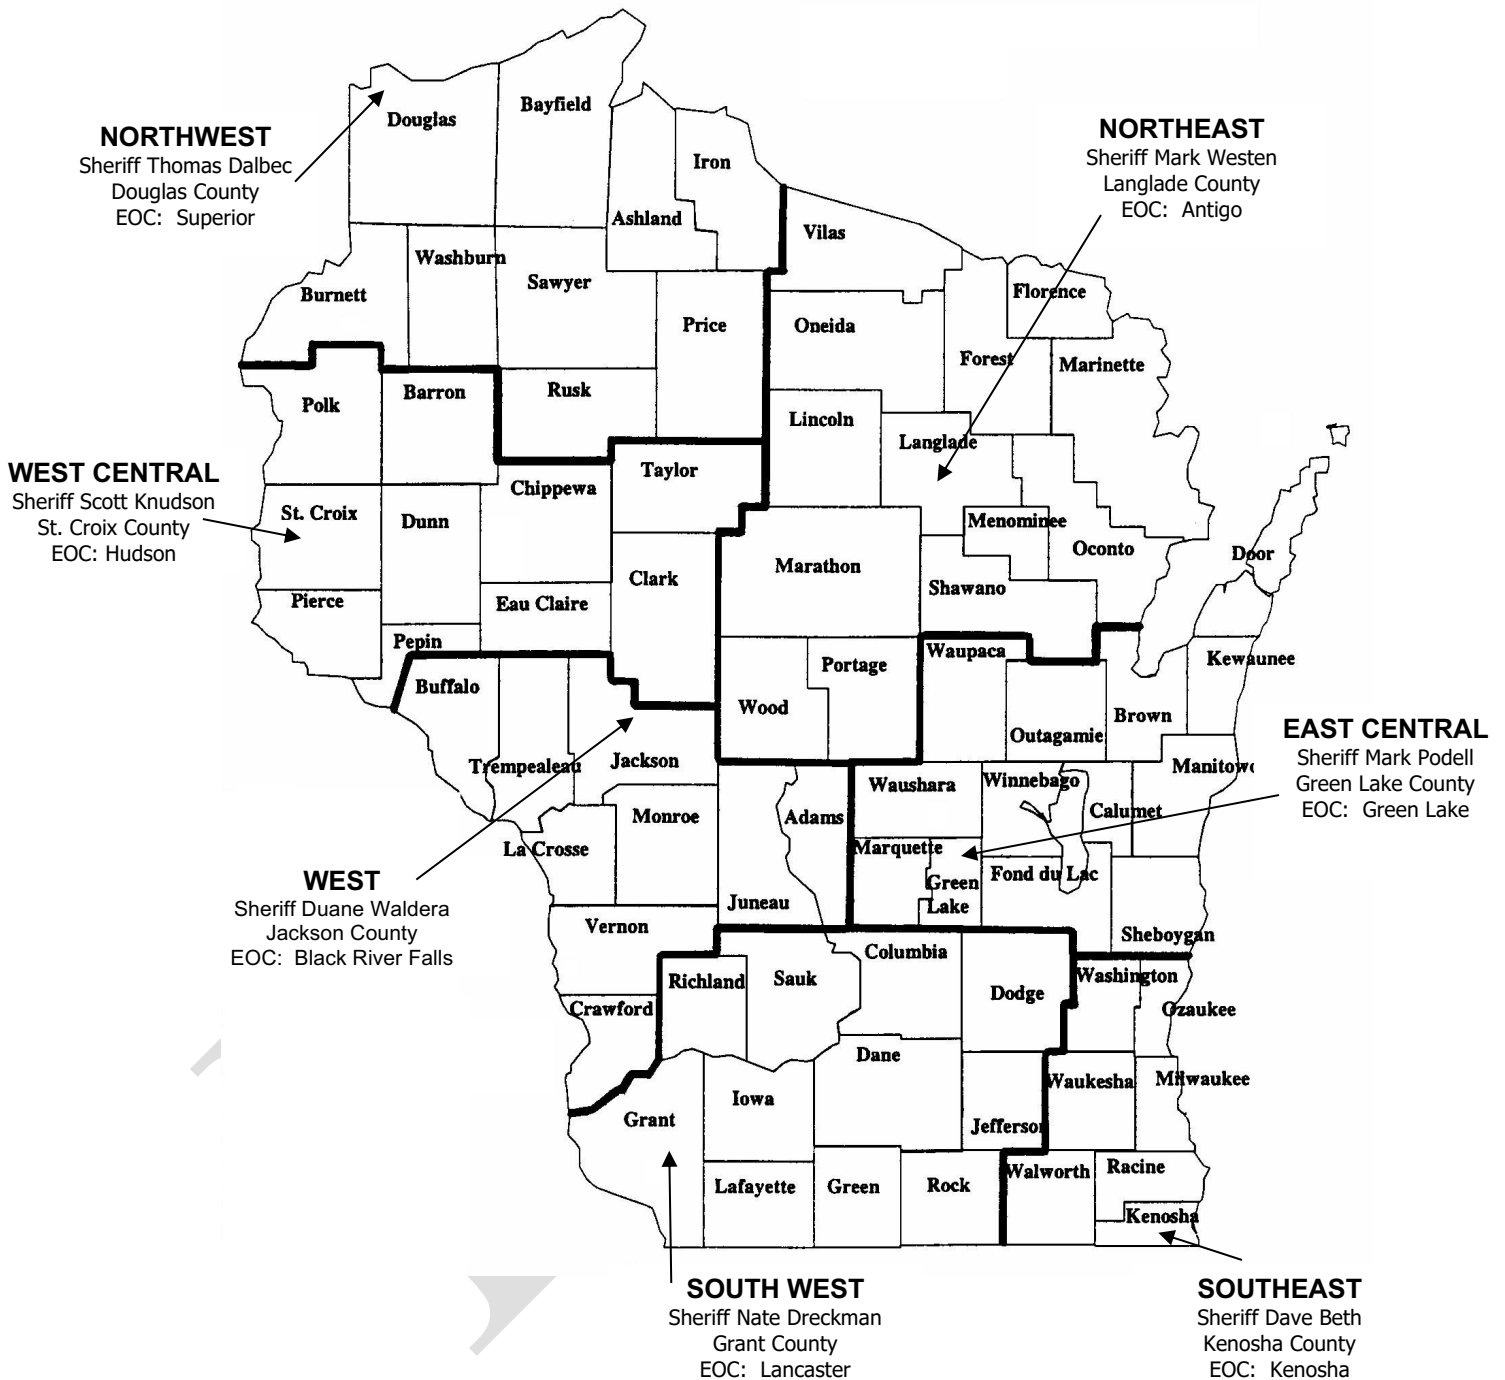 Bayfield
Douglas
NORTHWEST
Sheriff Thomas Dalbec
Douglas County
EOC: Superior
NORTHEAST
Sheriff Mark Westen
Langlade County
EOC: Antigo
Iron
Ashland
Vilas
Washburn
Sawyer
Burnett
Florence
Price
Oneida
Forest
Marinette
Rusk
Barron
Polk
Lincoln
Langlade
WEST CENTRAL
Sheriff Scott Knudson
St. Croix County
EOC: Hudson
Taylor
Chippewa
St. Croix
Dunn
Menominee
Oconto
Door
Marathon
Clark
Shawano
Pierce
Eau Claire
Pepin
Waupaca
Kewaunee
Portage
Buffalo
Wood
Brown
Outagamie
EAST CENTRAL
Sheriff Mark Podell
Green Lake County
EOC: Green Lake
Trempealeau
Jackson
Manitowc
Waushara
Winnebago
Calumet
Monroe
Adams
La Crosse
Marquette
Fond du Lac
Green
Lake
WEST
Sheriff Duane Waldera
Jackson County
EOC: Black River Falls
Juneau
Vernon
Sheboygan
Columbia
Richland
Sauk
Washington
Dodge
Crawford
Ozaukee
Dane
Waukesha
Milwaukee
Iowa
Grant
Jefferson
Walworth
Racine
Lafayette
Green
Rock
Kenosha
SOUTH WEST
Sheriff Nate Dreckman
Grant County
EOC: Lancaster
SOUTHEAST
Sheriff Dave Beth
Kenosha County
EOC: Kenosha